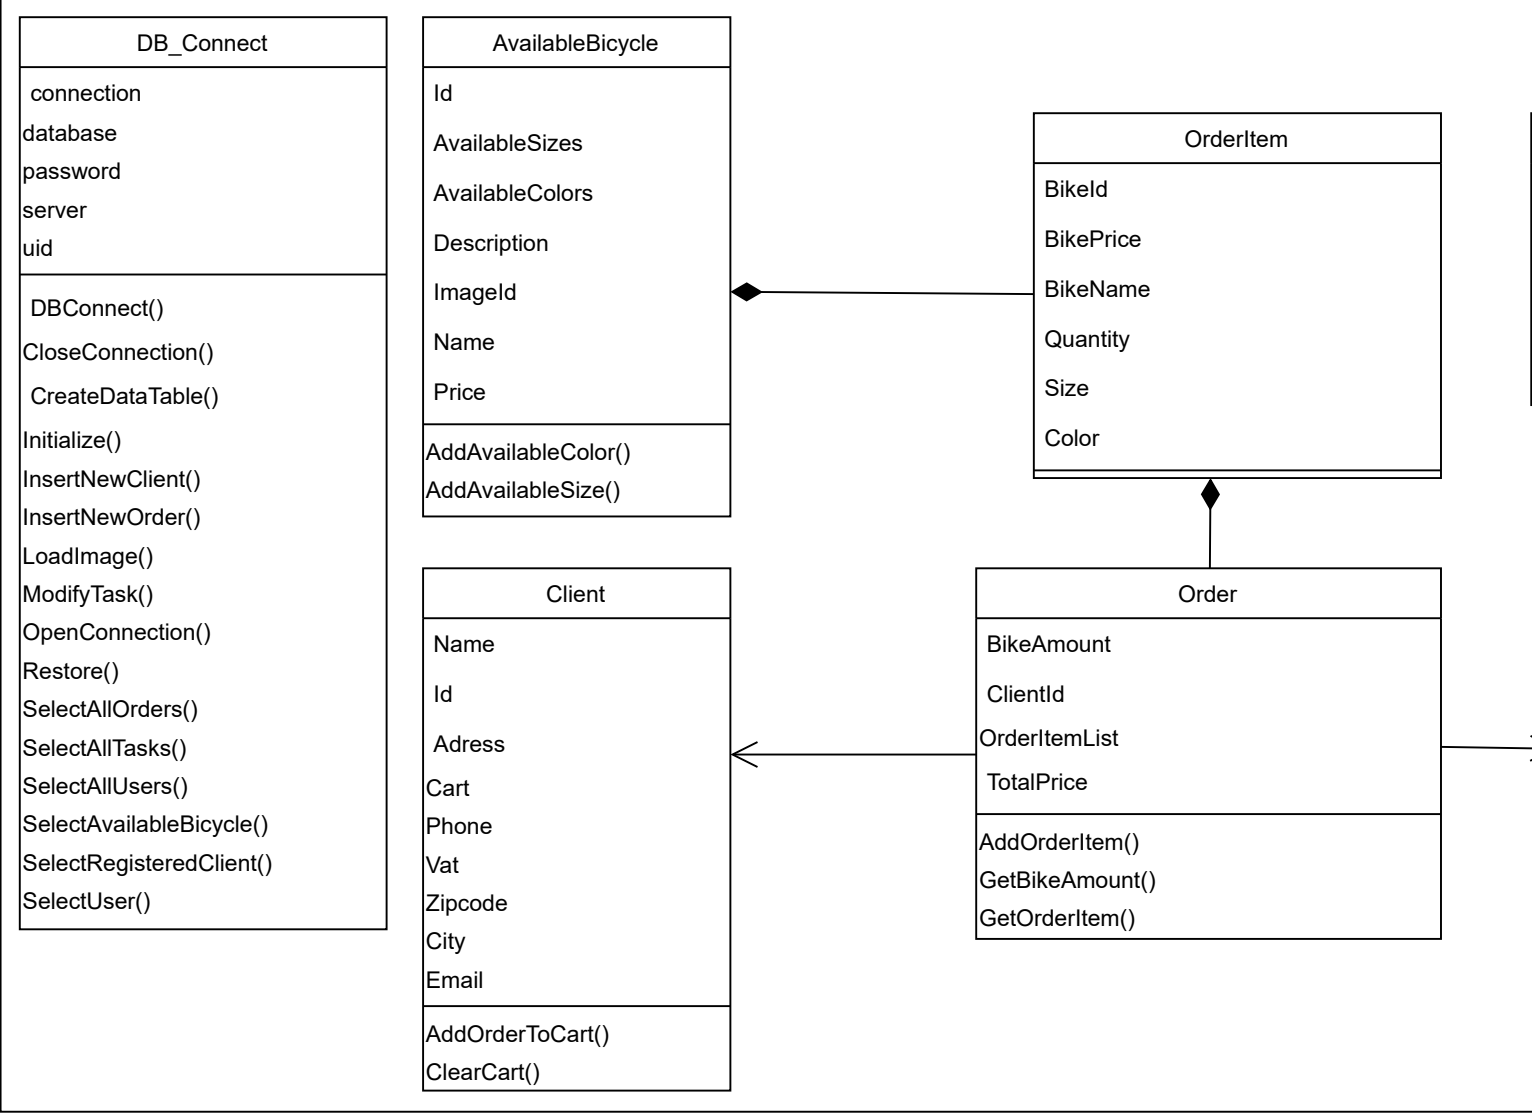 DB_Connect
connection
database
password
server
uid
DBConnect()
CloseConnection()
CreateDataTable()
Initialize()
InsertNewClient()
InsertNewOrder()
LoadImage()
ModifyTask()
OpenConnection()
Restore()
SelectAllOrders()
SelectAllTasks()
SelectAllUsers()
SelectAvailableBicycle()
SelectRegisteredClient()
SelectUser()
AvailableBicycle
Id
AvailableSizes
AvailableColors
Description
ImageId
Name
Price
AddAvailableColor()
AddAvailableSize()
Client
Name
Id
Adress
Cart
Phone
Vat
Zipcode
City
Email
AddOrderToCart()
ClearCart()
OrderItem
BikeId
BikePrice
BikeName
Quantity
Size
Color
Order
BikeAmount
ClientId
OrderItemList
TotalPrice
AddOrderItem()
GetBikeAmount()
GetOrderItem()